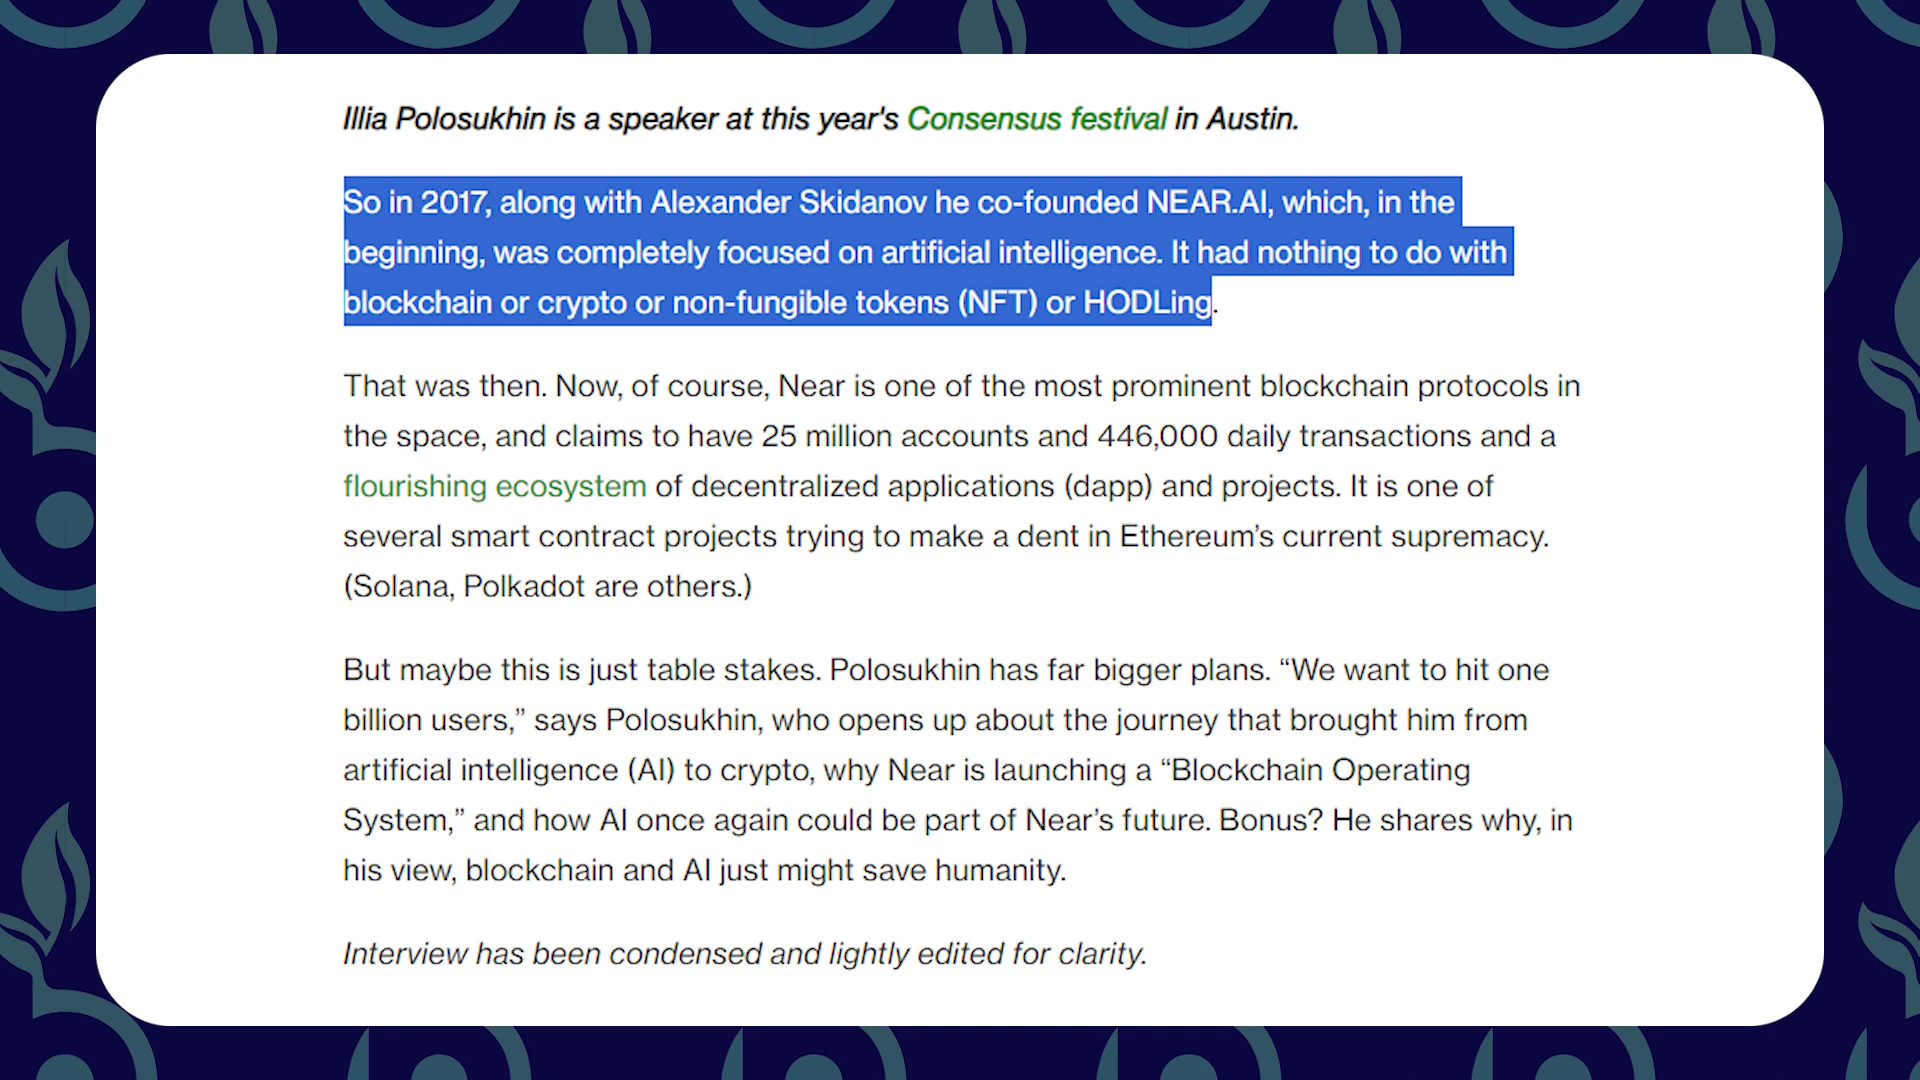 Illia Polosukhin is a speaker at this year's Consensus festival in Austin.
So in 2017, along with Alexander Skidanov he co-founded NEAR.AI, which, in the
beginning, was completely focused on artificial intelligence. It had nothing to do with
blockchain or crypto or non-fungible tokens (NFT) or HODLing.
That was then. Now, of course, Near is one of the most prominent blockchain protocols in
the space, and claims to have 25 million accounts and 446,000 daily transactions and a
flourishing ecosystem of decentralized applications (dapp) and projects. It is one of
several smart contract projects trying to make a dent in Ethereum’s current supremacy.
(Solana, Polkadot are others.)
But maybe this is just table stakes. Polosukhin has far bigger plans. “We want to hit one
billion users,” says Polosukhin, who opens up about the journey that brought him from
artificial intelligence (AI) to crypto, why Near is launching a “Blockchain Operating
System,” and how AI once again could be part of Near’s future. Bonus? He shares why, in
his view, blockchain and AI just might save humanity.
Interview has been condensed and lightly edited for clarity.